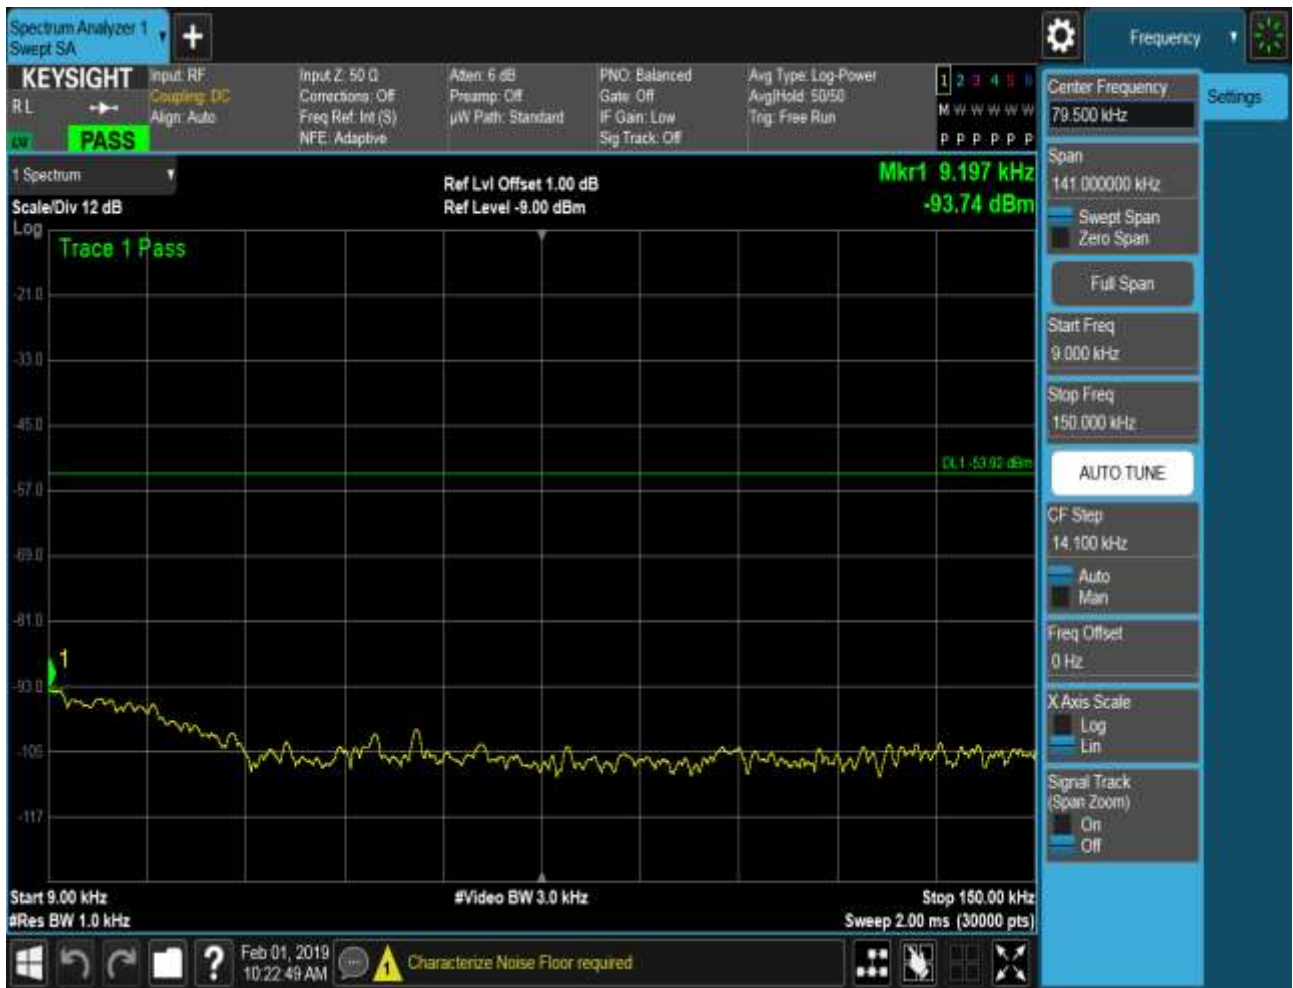 Spectrum Analyzer 1
Swept SA
+
Frequency
KEYSIGHT
Input: RF
Coupling: DC
Align: Auto
Input Z: 50 Ω
Corrections: Off
Freq Ref: Int (S)
NFE: Adaptive
Atten: 6 dB
Preamp: Off
µW Path: Standard
PNO: Balanced
Gate: Off
IF Gain: Low
Sig Track: Off
Avg Type: Log-Power
Avg|Hold: 50/50
Trig: Free Run
1 2 3 4 5 6
M W W W W W
P P P P P P
R L
PASS
Center Frequency
79.500 kHz
Settings
1 Spectrum
Ref Lvl Offset 1.00 dB
Mkr1 9.197 kHz
Scale/Div 12 dB
Ref Level -9.00 dBm
-93.74 dBm
Log
Trace 1 Pass
-21.0
-33.0
-45.0
DL1 -53.92 dBm
-57.0
-69.0
-81.0
1
-93.0
-105
-117
Start 9.00 kHz
#Video BW 3.0 kHz
Stop 150.00 kHz
#Res BW 1.0 kHz
Sweep 2.00 ms (30000 pts)
Span
141.000000 kHz
Swept Span
Zero Span
Full Span
Start Freq
9.000 kHz
Stop Freq
150.000 kHz
AUTO TUNE
CF Step
14.100 kHz
Auto
Man
Freq Offset
0 Hz
X Axis Scale
Log
Lin
Signal Track
(Span Zoom)
On
Off
?
Feb 01, 2019
10:22:49 AM
1
Characterize Noise Floor required